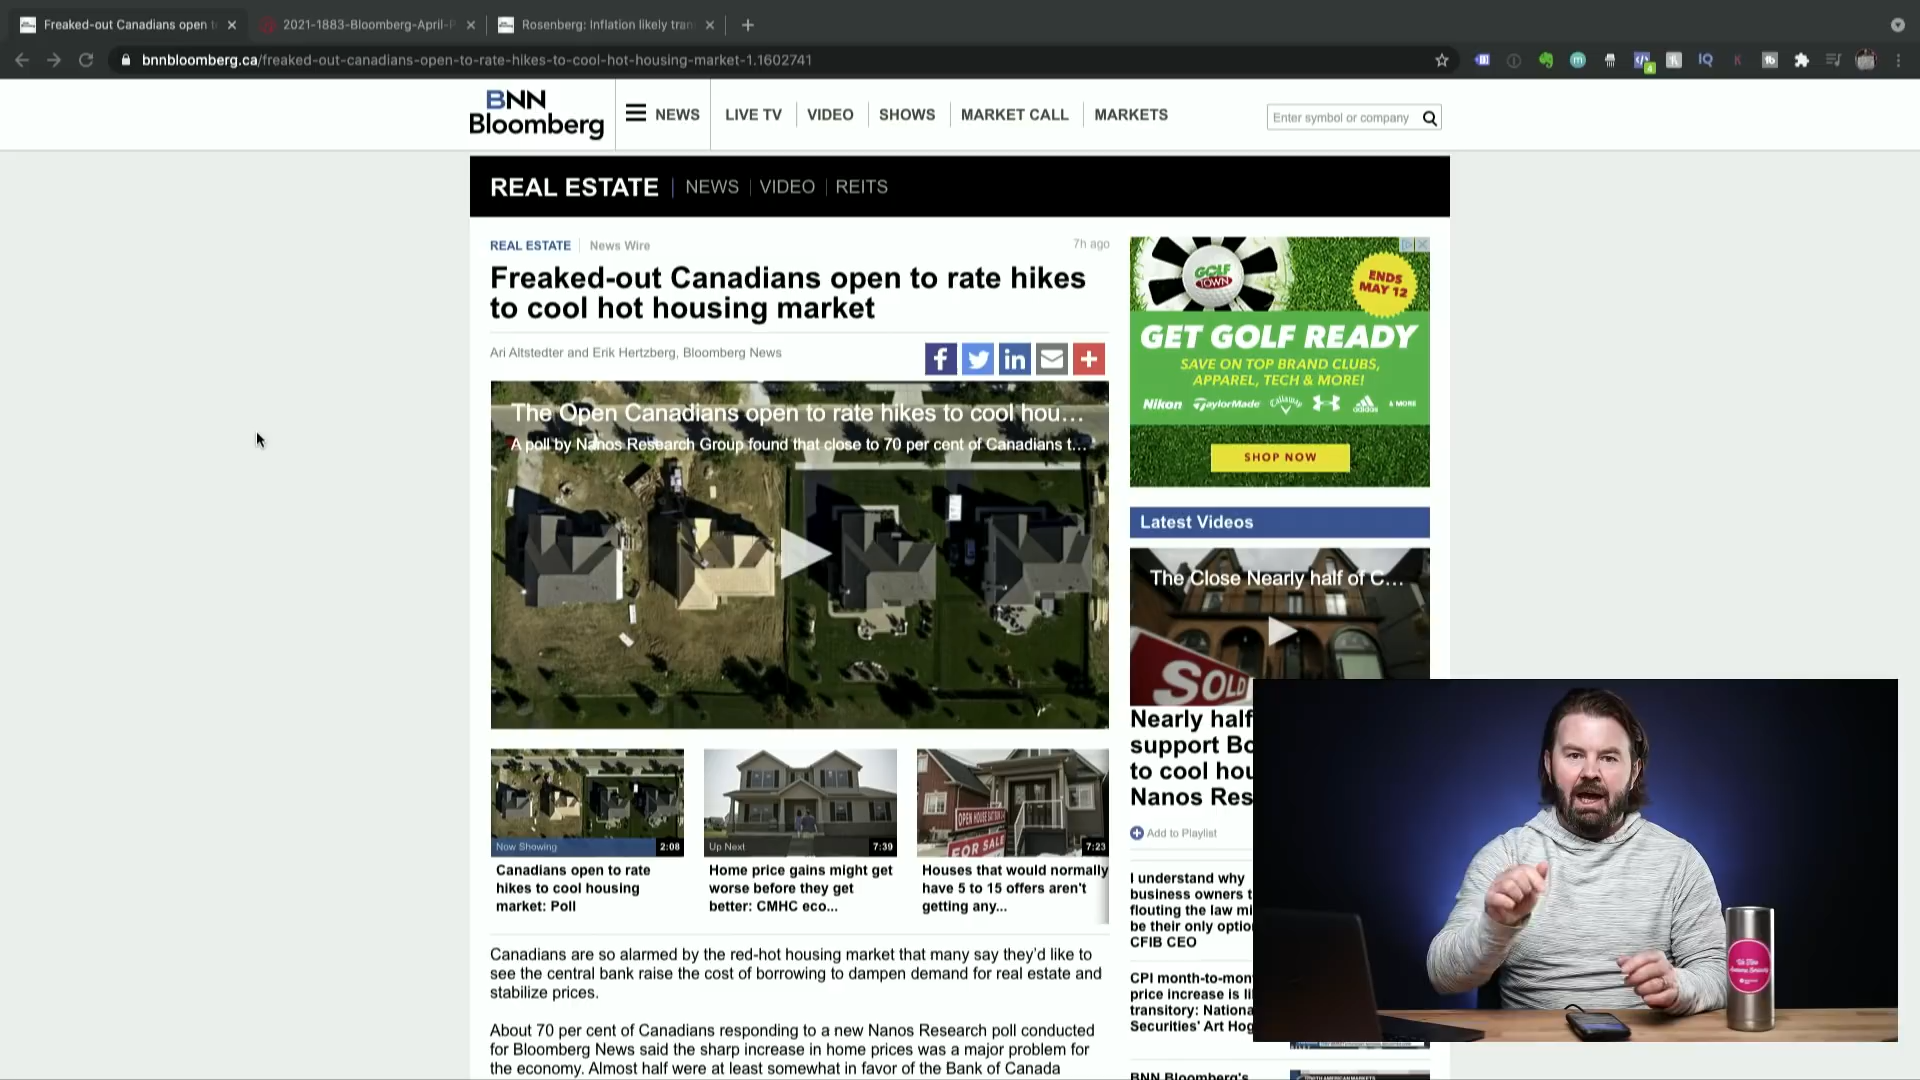 Freaked-out Canadians open t
2021-1883-Bloomberg-April-P
Rosenberg: Inflation likely tran
bnnbloomberg.ca/freaked-out-canadians-open-to-rate-hikes-to-cool-hot-housing-market-1.1602741
BNN
Bloomberg
NEWS
LIVE TV
VIDEO
SHOWS
MARKET CALL
MARKETS
Enter symbol or company
REAL ESTATE
NEWS
VIDEO
REITS
REAL ESTATE
News Wire
7h ago
Freaked-out Canadians open to rate hikes
to cool hot housing market
Ari Altstedter and Erik Hertzberg, Bloomberg News
The Open Canadians open to rate hikes to cool hou…
A poll by Nanos Research Group found that close to 70 per cent of Canadians t…
Now Showing
2:08
Canadians open to rate
hikes to cool housing
market: Poll
Up Next
7:39
Home price gains might get
worse before they get
better: CMHC eco...
OPEN HOUSE
FOR SALE
7:23
Houses that would normally
have 5 to 15 offers aren't
getting any...
Canadians are so alarmed by the red-hot housing market that many say they'd like to
see the central bank raise the cost of borrowing to dampen demand for real estate and
stabilize prices.
About 70 per cent of Canadians responding to a new Nanos Research poll conducted
for Bloomberg News said the sharp increase in home prices was a major problem for
the economy. Almost half were at least somewhat in favor of the Bank of Canada
GOLF
TOWN
ENDS
MAY 12
GET GOLF READY
SAVE ON TOP BRAND CLUBS,
APPAREL, TECH & MORE!
Nikon TaylorMade Callaway adidas & MORE
SHOP NOW
Latest Videos
The Close Nearly half of C…
SOLD
Nearly half
support Bo
to cool hou
Nanos Res
Add to Playlist
I understand why
business owners t
flouting the law mi
be their only optio
CFIB CEO
CPI month-to-mon
price increase is li
transitory: Nationa
Securities' Art Hog
BNN Bloomberg's